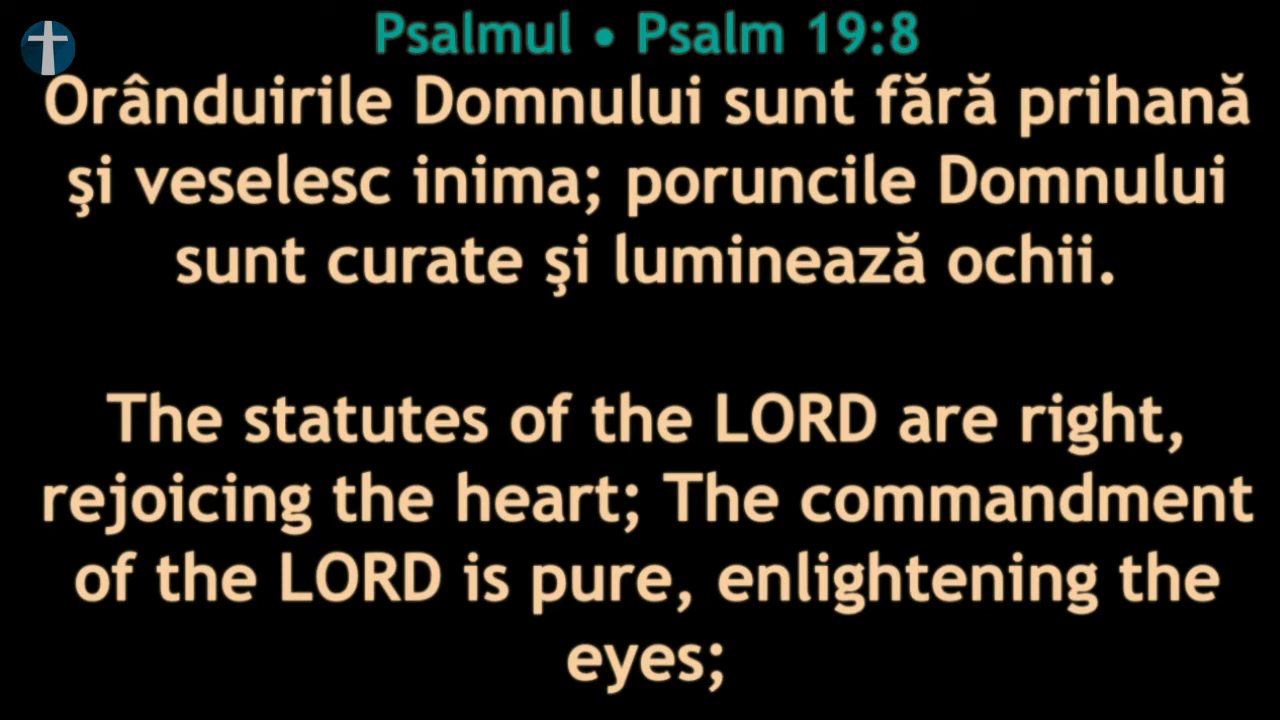 Psalmul • Psalm 19:8
Orânduirile Domnului sunt fără prihană
şi veselesc inima; poruncile Domnului
sunt curate şi luminează ochii.
The statutes of the LORD are right,
rejoicing the heart; The commandment
of the LORD is pure, enlightening the
eyes;